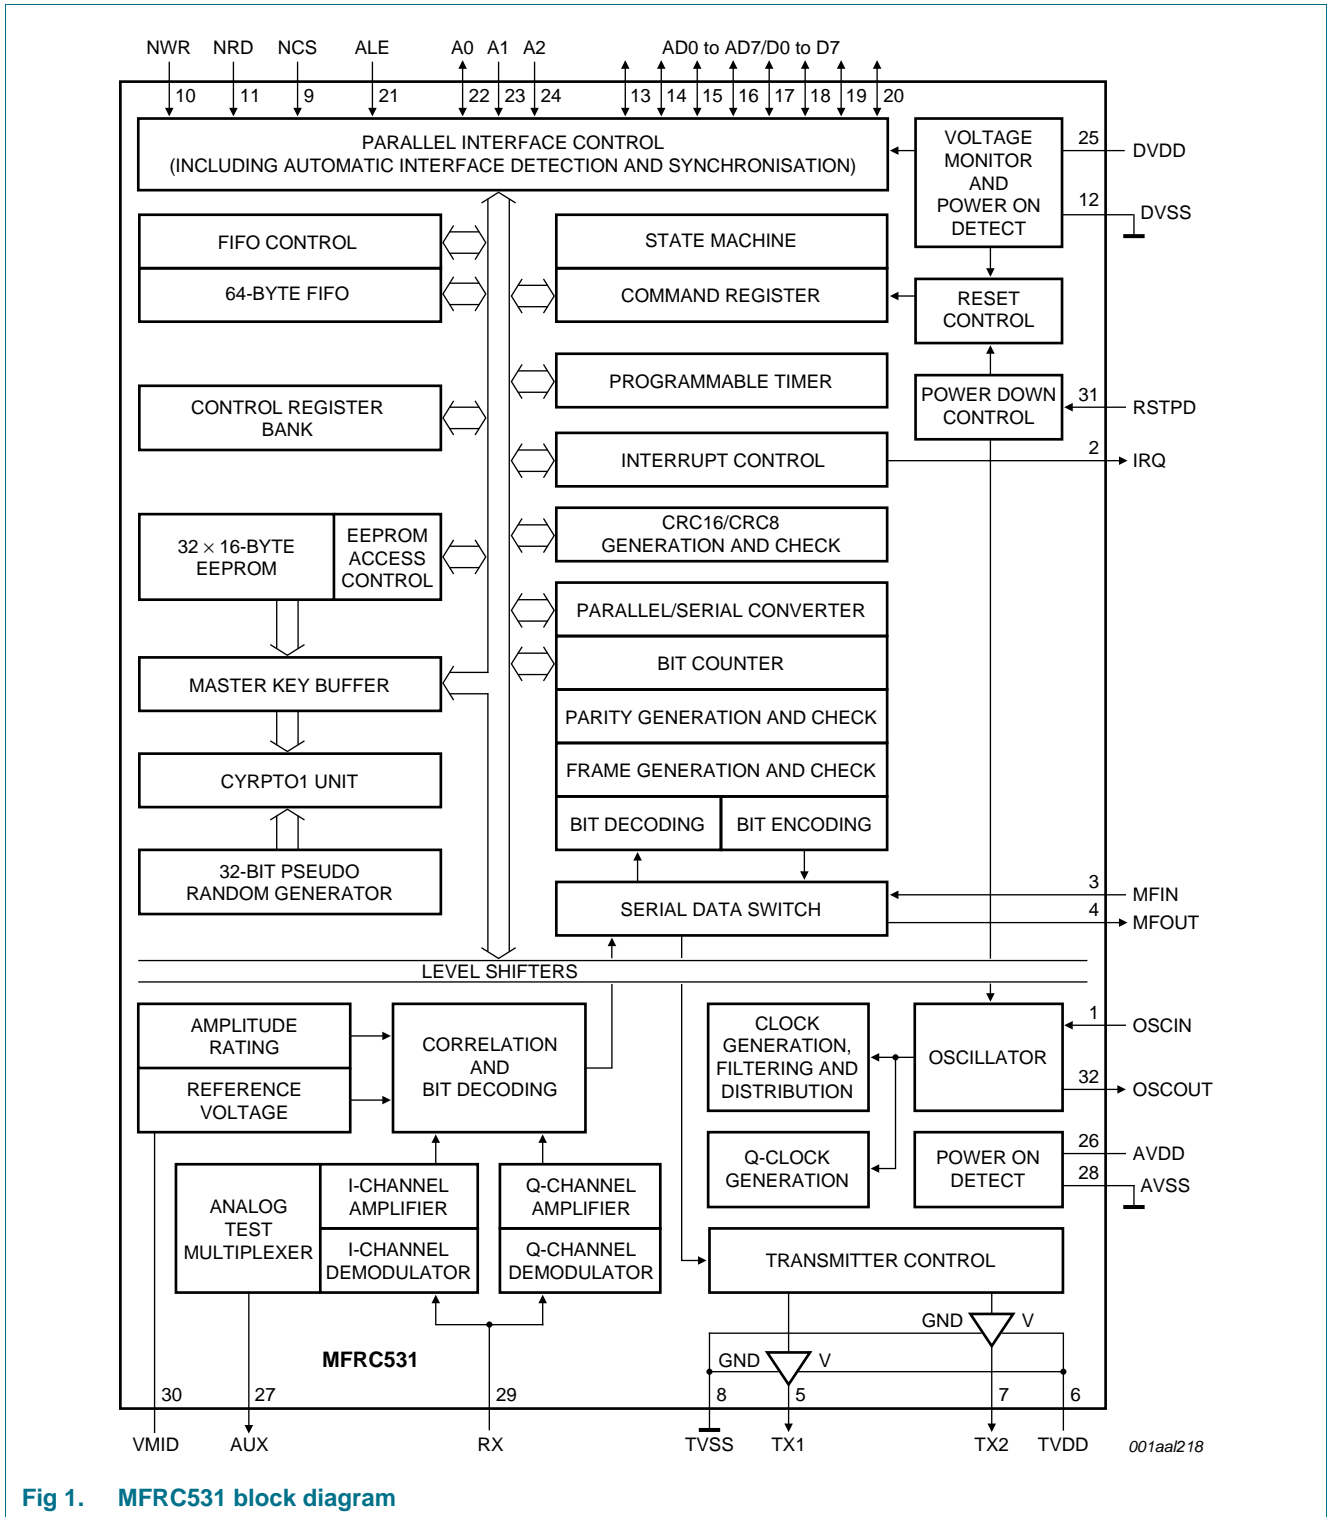 NWR NRD NCS ALE A0 A1 A2 AD0 to AD7/D0 to D7
10 11 9 21 22 23 24 13 14 15 16 17 18 19 20
PARALLEL INTERFACE CONTROL
(INCLUDING AUTOMATIC INTERFACE DETECTION AND SYNCHRONISATION)
VOLTAGE
MONITOR
AND
POWER ON
DETECT
25
DVDD
12
DVSS
FIFO CONTROL
64-BYTE FIFO
STATE MACHINE
COMMAND REGISTER
RESET
CONTROL
PROGRAMMABLE TIMER
POWER DOWN
CONTROL
31
RSTPD
CONTROL REGISTER
BANK
INTERRUPT CONTROL
2
IRQ
32 × 16-BYTE
EEPROM
EEPROM
ACCESS
CONTROL
CRC16/CRC8
GENERATION AND CHECK
PARALLEL/SERIAL CONVERTER
BIT COUNTER
PARITY GENERATION AND CHECK
FRAME GENERATION AND CHECK
BIT DECODING
BIT ENCODING
MASTER KEY BUFFER
CYRPTO1 UNIT
32-BIT PSEUDO
RANDOM GENERATOR
SERIAL DATA SWITCH
3
MFIN
4
MFOUT
LEVEL SHIFTERS
AMPLITUDE
RATING
REFERENCE
VOLTAGE
CORRELATION
AND
BIT DECODING
CLOCK
GENERATION,
FILTERING AND
DISTRIBUTION
OSCILLATOR
1
OSCIN
32
OSCOUT
Q-CLOCK
GENERATION
POWER ON
DETECT
26
AVDD
28
AVSS
ANALOG
TEST
MULTIPLEXER
I-CHANNEL
AMPLIFIER
I-CHANNEL
DEMODULATOR
Q-CHANNEL
AMPLIFIER
Q-CHANNEL
DEMODULATOR
TRANSMITTER CONTROL
GND V
GND V
MFRC531
30 27 29 8 5 7 6
VMID AUX RX TVSS TX1 TX2 TVDD
001aal218
Fig 1. MFRC531 block diagram